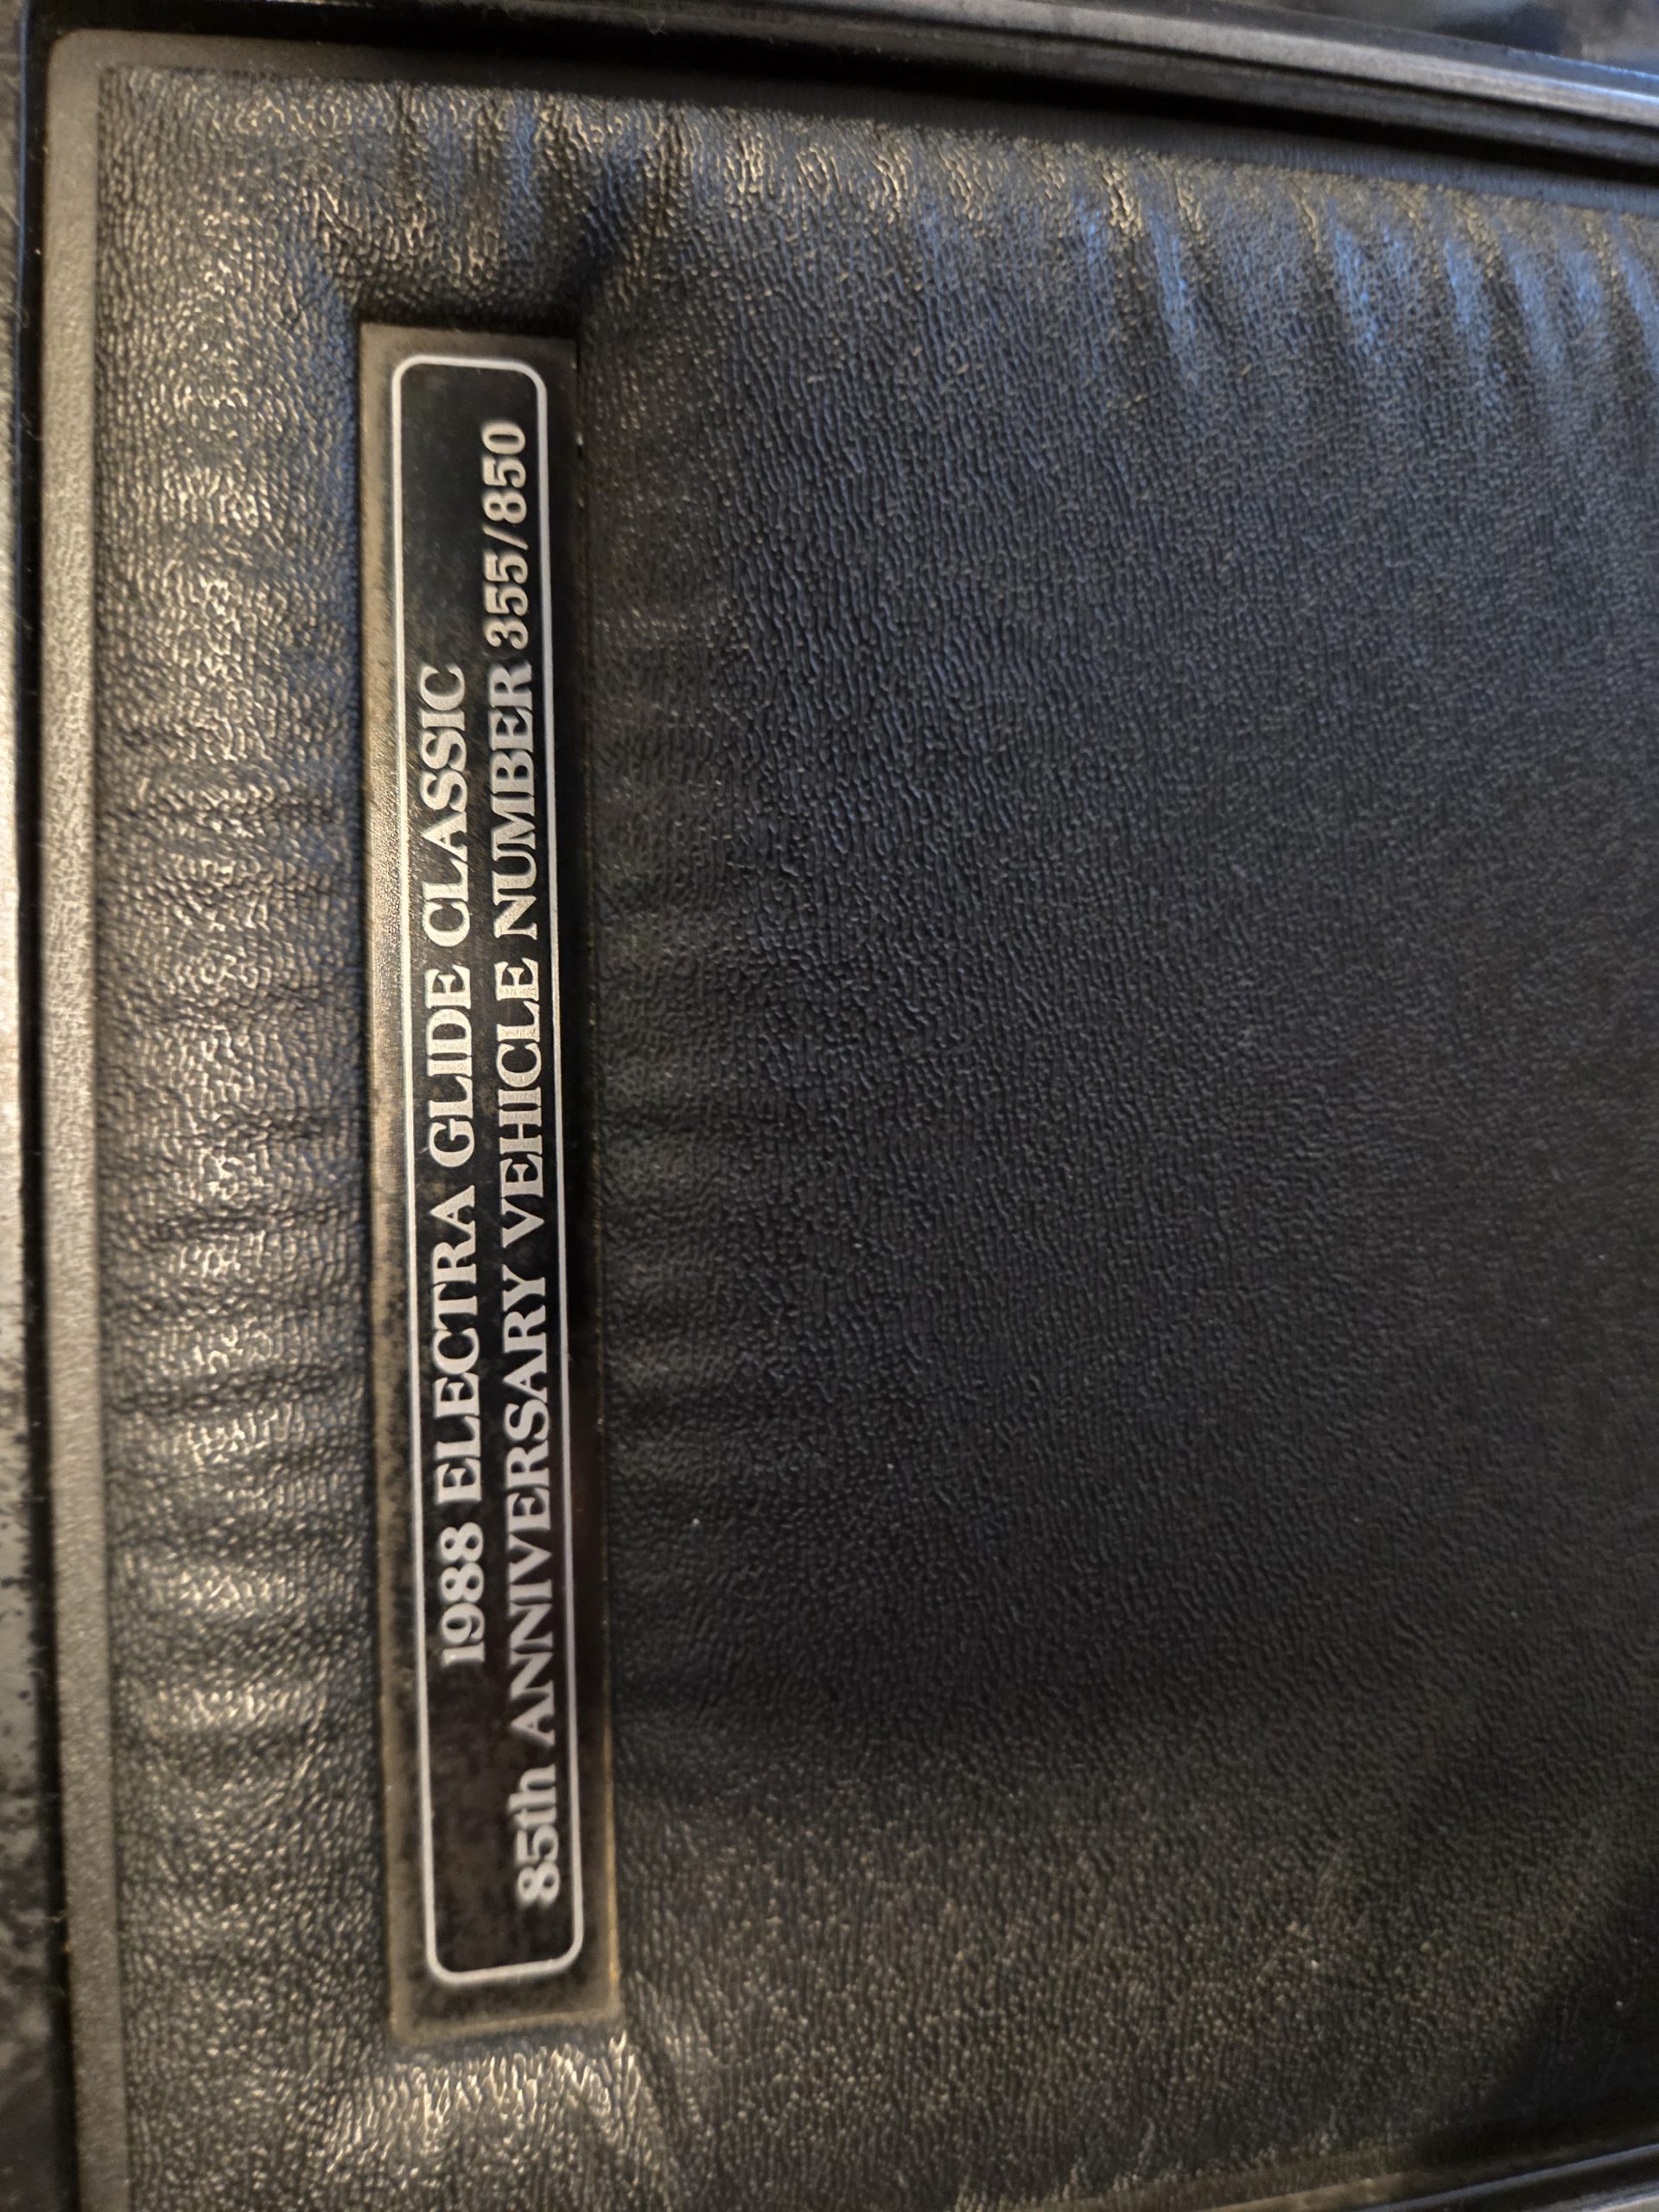 1988 ELECTRA GLIDE CLASSIC
85th ANNIVERSARY VEHICLE NUMBER 355/850